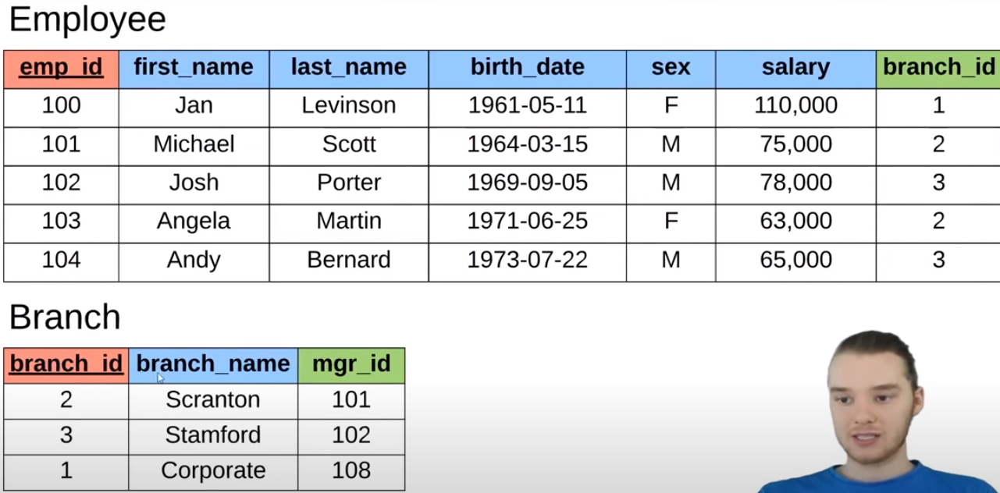 Employee
emp_id first_name last_name birth_date sex salary branch_id
100 Jan Levinson 1961-05-11 F 110,000 1
101 Michael Scott 1964-03-15 M 75,000 2
102 Josh Porter 1969-09-05 M 78,000 3
103 Angela Martin 1971-06-25 F 63,000 2
104 Andy Bernard 1973-07-22 M 65,000 3
Branch
branch_id branch_name mgr_id
2 Scranton 101
3 Stamford 102
1 Corporate 108